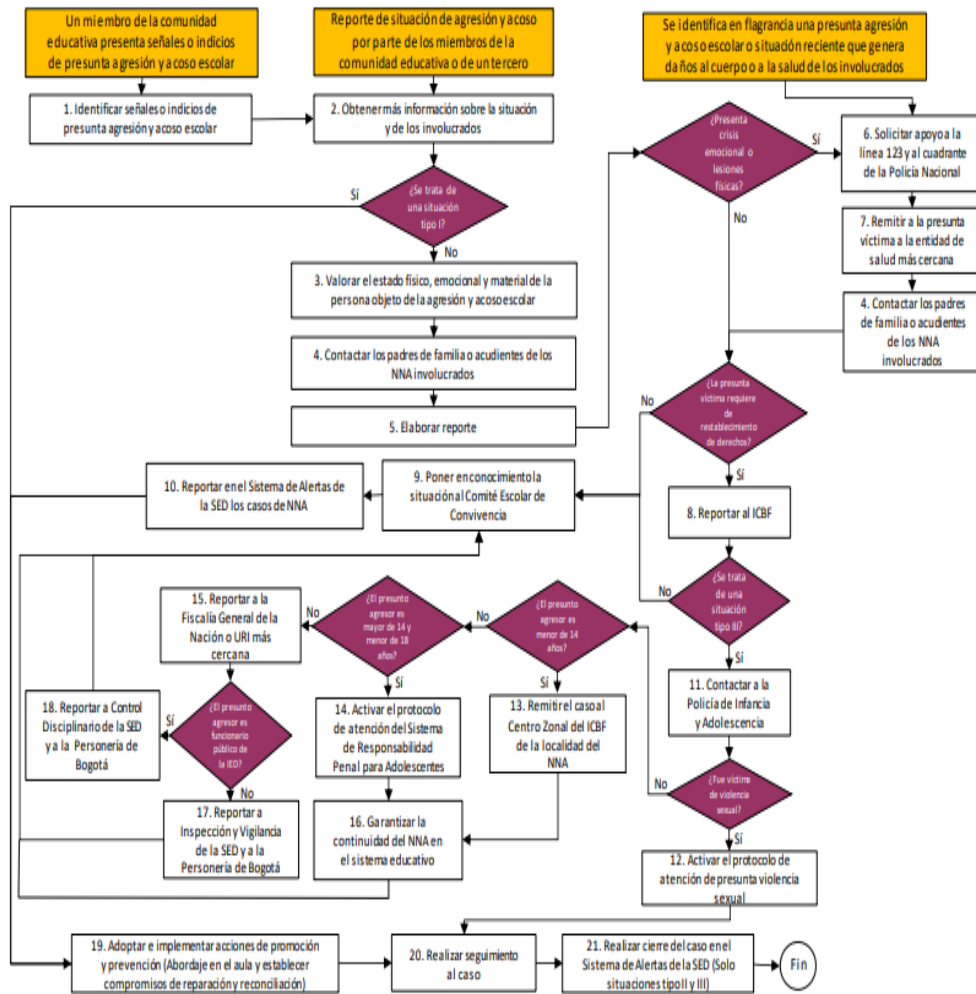 Un miembro de la comunidad
educativa presenta señales o indicios
de presunta agresión y acoso escolar
Reporte de situación de agresión y acoso
por parte de los miembros de la
comunidad educativa o de un tercero
Se identifica en flagrancia una presunta agresión
y acoso escolar o situación reciente que genera
daños al cuerpo o a la salud de los involucrados
1. Identificar señales o indicios de
presunta agresión y acoso escolar
2. Obtener más información sobre la situación
y de los involucrados
¿Presenta
crisis
emocional o
lesiones
físicas?
Sí
No
6. Solicitar apoyo a la
línea 123 y al cuadrante
de la Policía Nacional
¿Se trata de
una situación
tipo I?
Sí
No
7. Remitir a la presunta
víctima a la entidad de
salud más cercana
3. Valorar el estado físico, emocional y material de la
persona objeto de la agresión y acoso escolar
4. Contactar los padres
de familia o acudientes
de los NNA
involucrados
4. Contactar los padres de familia o acudientes de los
NNA involucrados
5. Elaborar reporte
¿La presunta
víctima requiere
de
restablecimiento
de derechos?
No
Sí
10. Reportar en el Sistema de Alertas de
la SED los casos de NNA
9. Poner en conocimiento la
situación al Comité Escolar de
Convivencia
8. Reportar al ICBF
¿Se trata
de una
situación
tipo III?
No
Sí
15. Reportar a la
Fiscalía General de la
Nación o URI más
cercana
No
¿El presunto
agresor es
mayor de 14 y
menor de 18
años?
Sí
No
¿El presunto
agresor es
menor de 14
años?
Sí
No
11. Contactar a la
Policía de Infancia
y Adolescencia
18. Reportar a Control
Disciplinario de la SED
y a la Personería de
Bogotá
Sí
¿El presunto
agresor es
funcionario
público de
la IED?
No
14. Activar el protocolo
de atención del Sistema
de Responsabilidad
Penal para Adolescentes
13. Remitir el caso al
Centro Zonal del ICBF
de la localidad del
NNA
¿Fue víctima
de violencia
sexual?
Sí
17. Reportar a
Inspección y Vigilancia
de la SED y a la
Personería de Bogotá
16. Garantizar la
continuidad del NNA en
el sistema educativo
12. Activar el protocolo de
atención de presunta violencia
sexual
19. Adoptar e implementar acciones de promoción
y prevención (Abordaje en el aula y establecer
compromisos de reparación y reconciliación)
20. Realizar seguimiento
al caso
21. Realizar cierre del caso en el
Sistema de Alertas de la SED (Solo
situaciones tipo II y III)
Fin